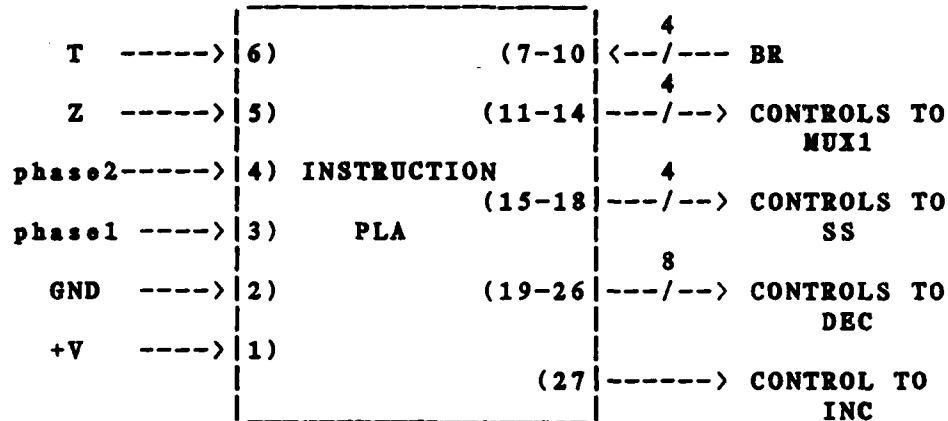 4
T ----->|6) (7-10|<--/--- BR
4
Z ----->|5) (11-14|---/--> CONTROLS TO
MUX1
phase2----->|4) INSTRUCTION 4
(15-18|---/--> CONTROLS TO
phase1 ---->|3) PLA SS
8
GND ---->|2) (19-26|---/--> CONTROLS TO
DEC
+V ---->|1)
(27|------> CONTROL TO
INC